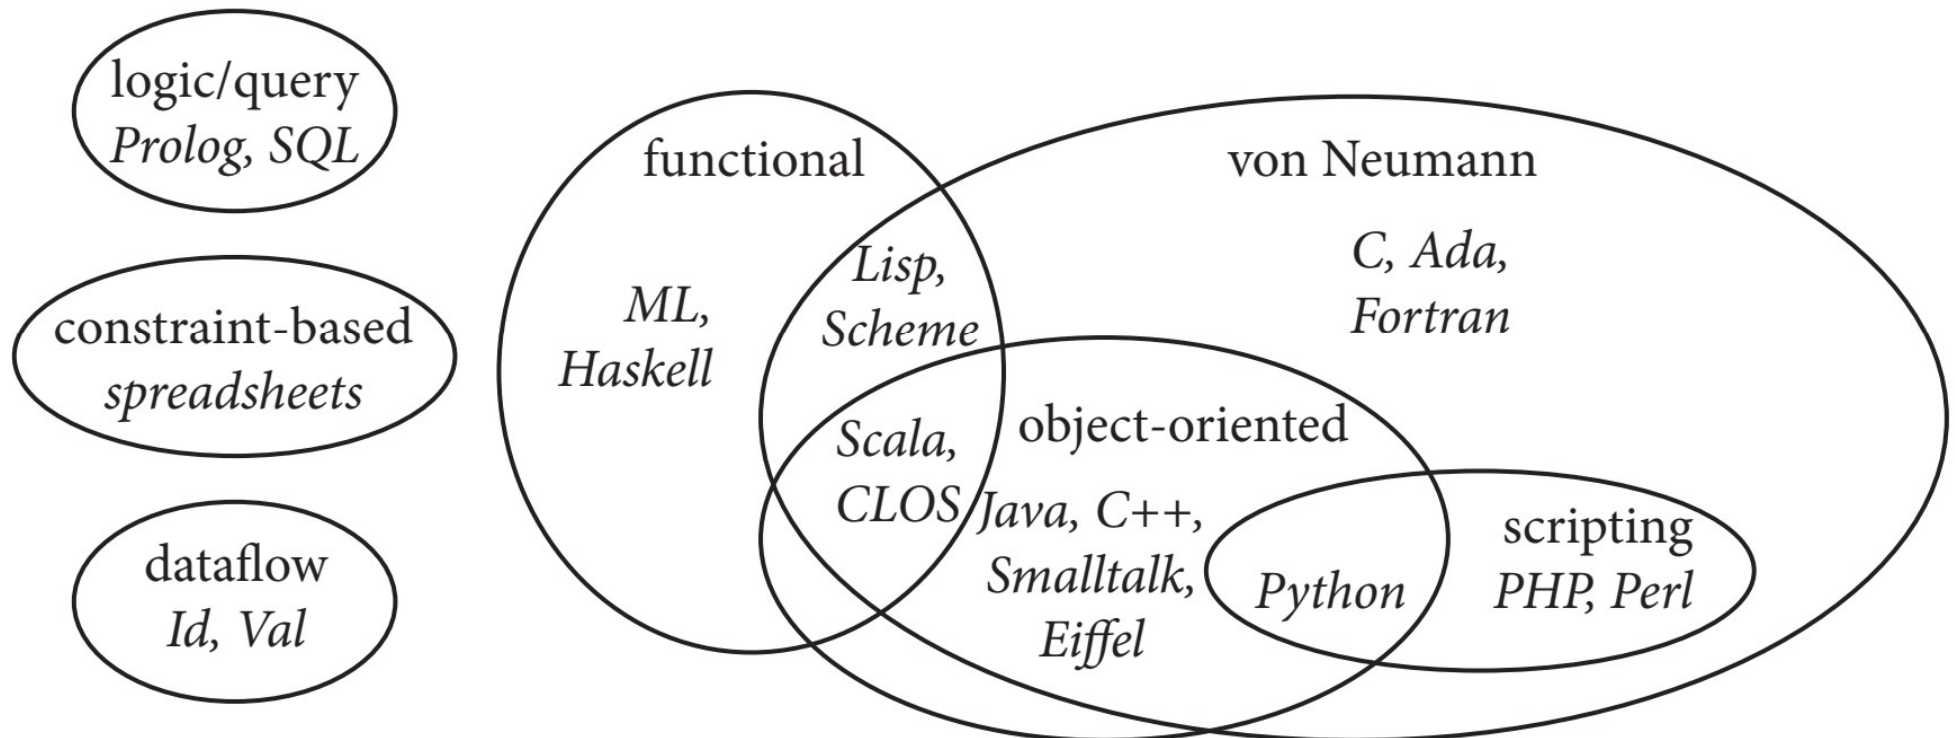 logic/query
Prolog, SQL
constraint-based
spreadsheets
dataflow
Id, Val
functional
ML,
Haskell
Lisp,
Scheme
Scala,
CLOS
von Neumann
C, Ada,
Fortran
object-oriented
Java, C++,
Smalltalk,
Eiffel
Python
scripting
PHP, Perl